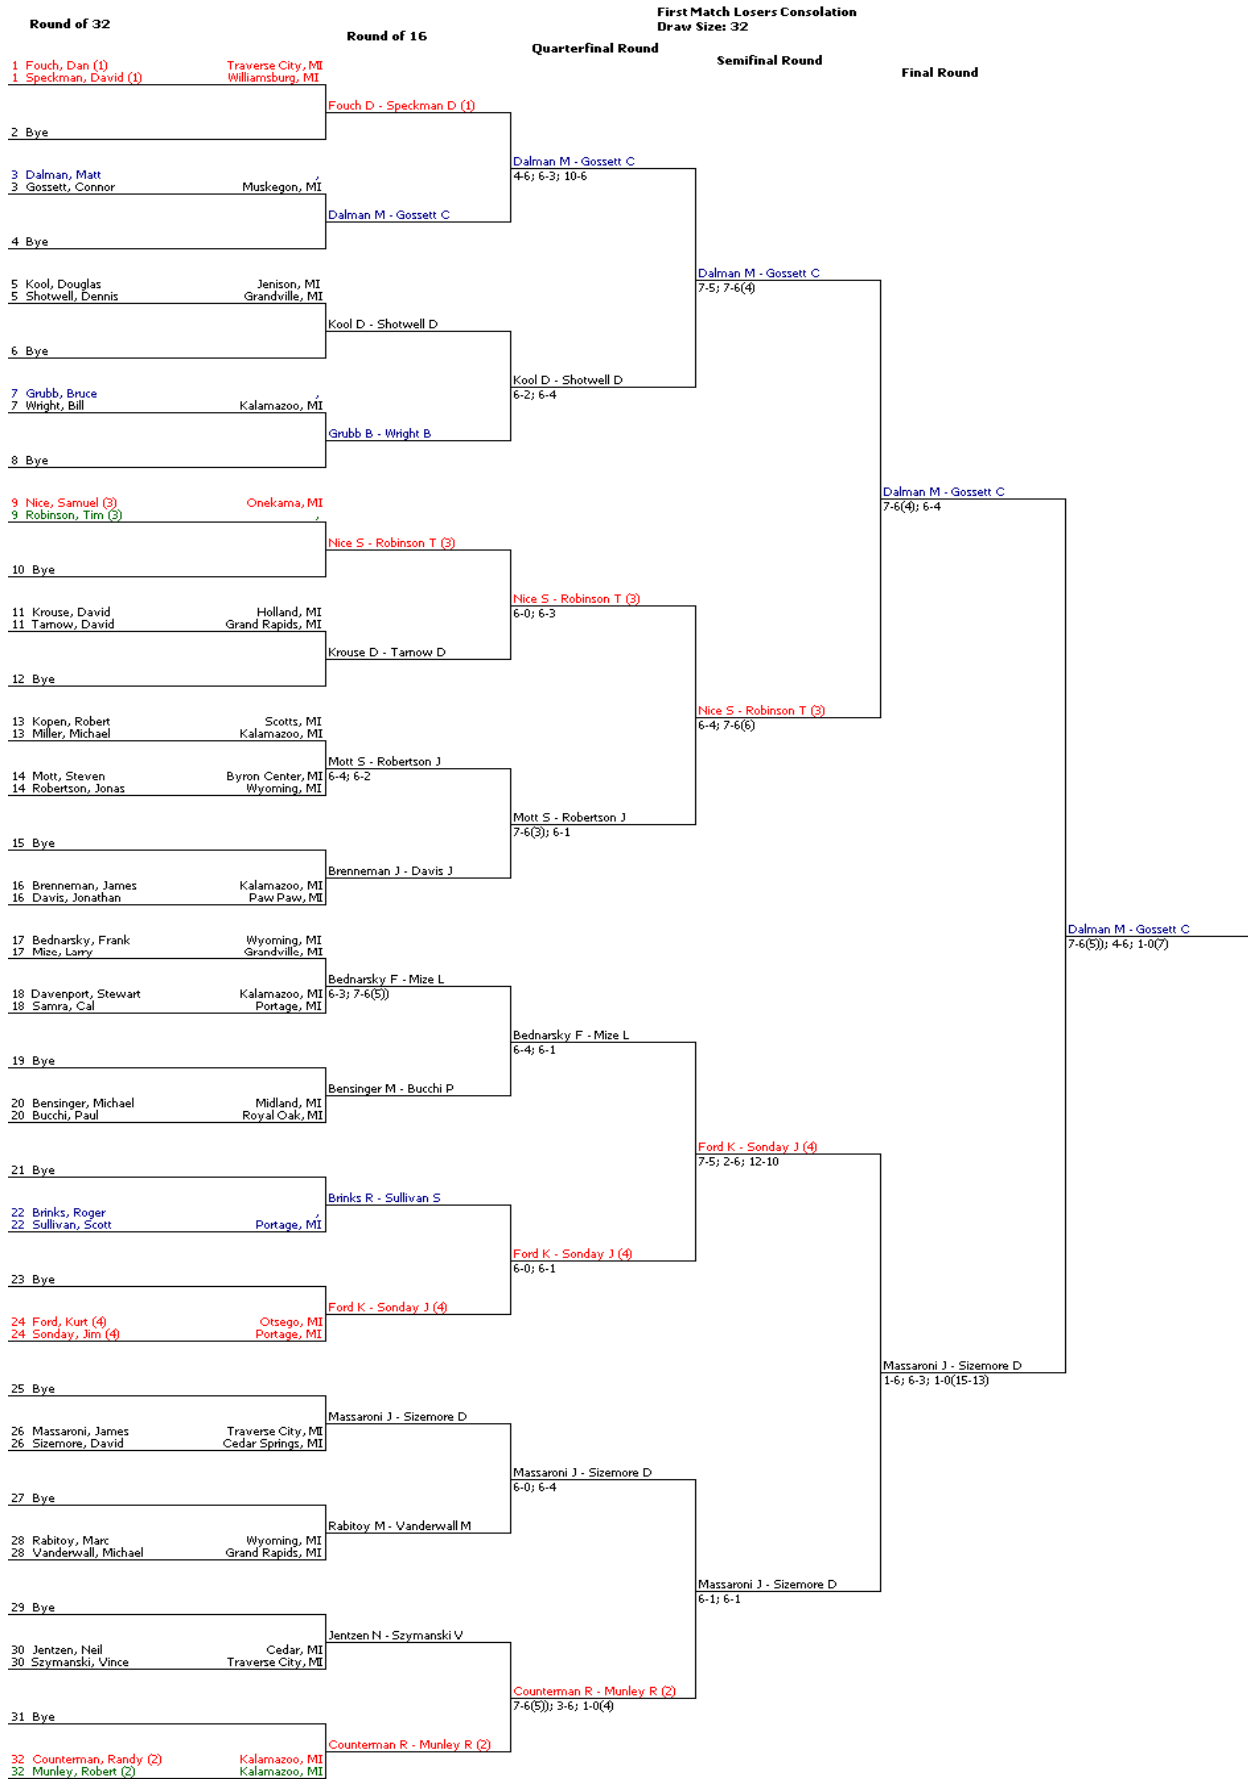 First Match Losers Consolation
Draw Size: 32
Round of 32
Round of 16
Quarterfinal Round
Semifinal Round
Final Round
1 Fouch, Dan (1) Traverse City, MI
1 Speckman, David (1) Williamsburg, MI
Fouch D - Speckman D (1)
2 Bye
Dalman M - Gossett C
4-6; 6-3; 10-6
3 Dalman, Matt ,
3 Gossett, Connor Muskegon, MI
Dalman M - Gossett C
4 Bye
Dalman M - Gossett C
7-5; 7-6(4)
5 Kool, Douglas Jenison, MI
5 Shotwell, Dennis Grandville, MI
Kool D - Shotwell D
6 Bye
Kool D - Shotwell D
6-2; 6-4
7 Grubb, Bruce ,
7 Wright, Bill Kalamazoo, MI
Grubb B - Wright B
8 Bye
Dalman M - Gossett C
7-6(4); 6-4
9 Nice, Samuel (3) Onekama, MI
9 Robinson, Tim (3) ,
Nice S - Robinson T (3)
10 Bye
Nice S - Robinson T (3)
6-0; 6-3
11 Krouse, David Holland, MI
11 Tarnow, David Grand Rapids, MI
Krouse D - Tarnow D
12 Bye
Nice S - Robinson T (3)
6-4; 7-6(6)
13 Kopen, Robert Scotts, MI
13 Miller, Michael Kalamazoo, MI
Mott S - Robertson J
6-4; 6-2
14 Mott, Steven Byron Center, MI
14 Robertson, Jonas Wyoming, MI
Mott S - Robertson J
7-6(3); 6-1
15 Bye
Brenneman J - Davis J
16 Brenneman, James Kalamazoo, MI
16 Davis, Jonathan Paw Paw, MI
Dalman M - Gossett C
7-6(5)); 4-6; 1-0(7)
17 Bednarsky, Frank Wyoming, MI
17 Mize, Larry Grandville, MI
Bednarsky F - Mize L
6-3; 7-6(5))
18 Davenport, Stewart Kalamazoo, MI
18 Samra, Cal Portage, MI
Bednarsky F - Mize L
6-4; 6-1
19 Bye
Bensinger M - Bucchi P
20 Bensinger, Michael Midland, MI
20 Bucchi, Paul Royal Oak, MI
Ford K - Sonday J (4)
7-5; 2-6; 12-10
21 Bye
Brinks R - Sullivan S
22 Brinks, Roger ,
22 Sullivan, Scott Portage, MI
Ford K - Sonday J (4)
6-0; 6-1
23 Bye
Ford K - Sonday J (4)
24 Ford, Kurt (4) Otsego, MI
24 Sonday, Jim (4) Portage, MI
Massaroni J - Sizemore D
1-6; 6-3; 1-0(15-13)
25 Bye
Massaroni J - Sizemore D
26 Massaroni, James Traverse City, MI
26 Sizemore, David Cedar Springs, MI
Massaroni J - Sizemore D
6-0; 6-4
27 Bye
Rabitoy M - Vanderwall M
28 Rabitoy, Marc Wyoming, MI
28 Vanderwall, Michael Grand Rapids, MI
Massaroni J - Sizemore D
6-1; 6-1
29 Bye
Jentzen N - Szymanski V
30 Jentzen, Neil Cedar, MI
30 Szymanski, Vince Traverse City, MI
Counterman R - Munley R (2)
7-6(5)); 3-6; 1-0(4)
31 Bye
Counterman R - Munley R (2)
32 Counterman, Randy (2) Kalamazoo, MI
32 Munley, Robert (2) Kalamazoo, MI